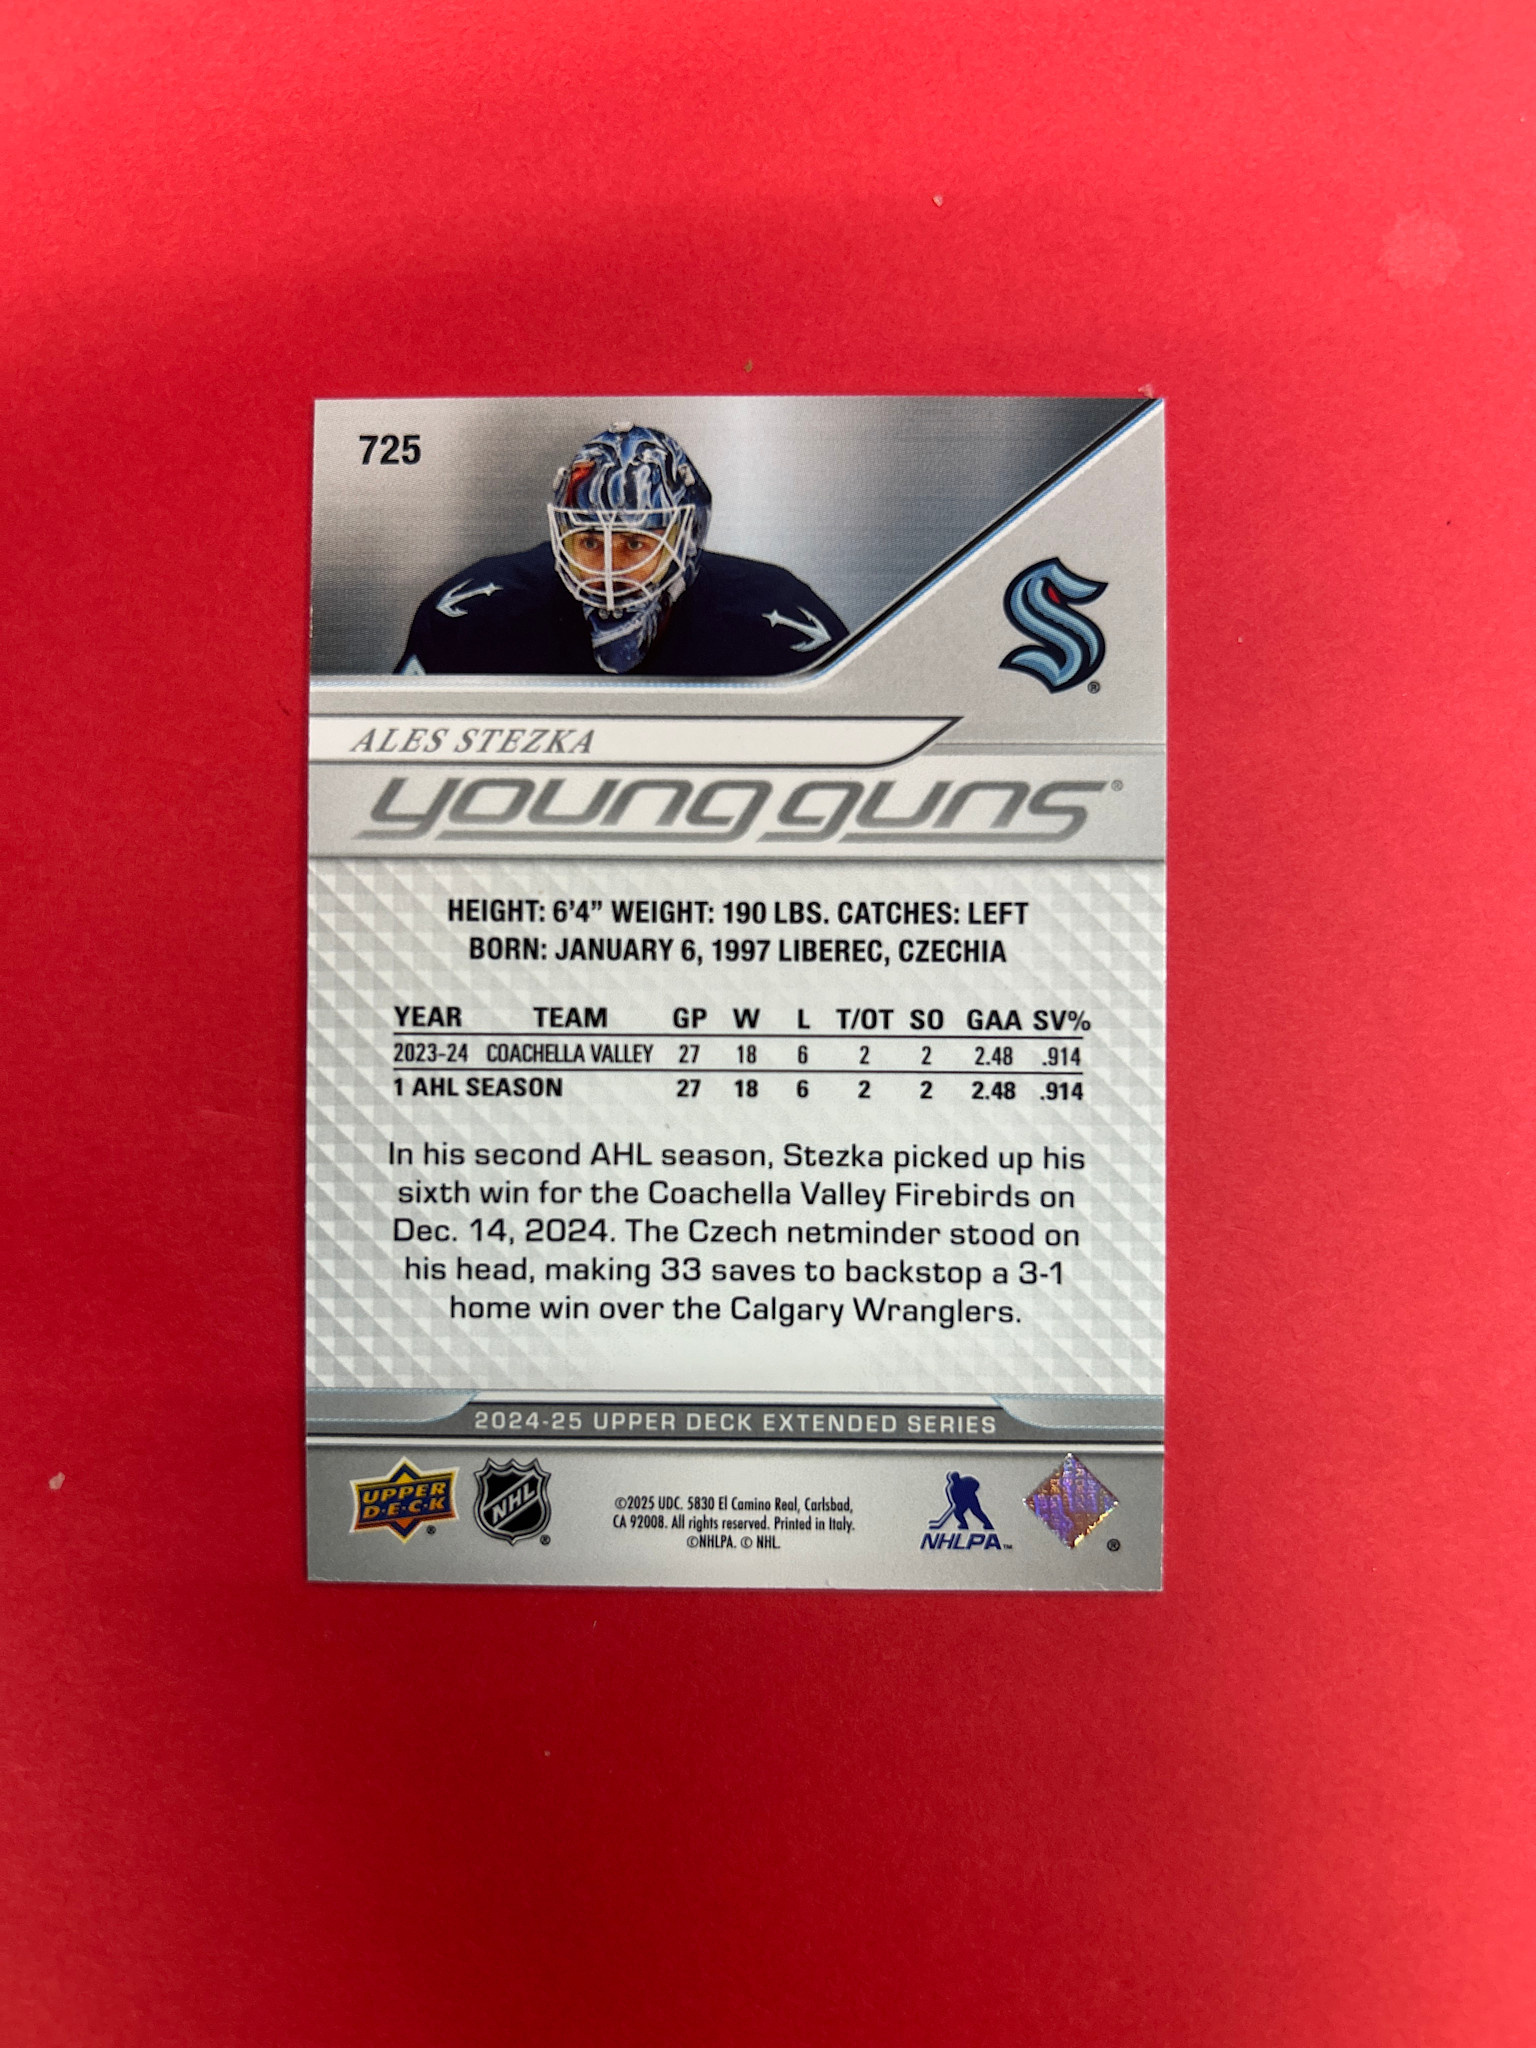 725
ALES STEZKA
young guns®
HEIGHT: 6'4" WEIGHT: 190 LBS. CATCHES: LEFT
BORN: JANUARY 6, 1997 LIBEREC, CZECHIA
YEAR TEAM GP W L T/OT SO GAA SV%
2023-24 COACHELLA VALLEY 27 18 6 2 2 2.48 .914
1 AHL SEASON 27 18 6 2 2 2.48 .914
In his second AHL season, Stezka picked up his
sixth win for the Coachella Valley Firebirds on
Dec. 14, 2024. The Czech netminder stood on
his head, making 33 saves to backstop a 3-1
home win over the Calgary Wranglers.
2024-25 UPPER DECK EXTENDED SERIES
UPPER
D·E·C·K ®
NHL ®
©2025 UDC. 5830 El Camino Real, Carlsbad,
CA 92008. All rights reserved. Printed in Italy.
©NHLPA. © NHL.
NHLPA™
®